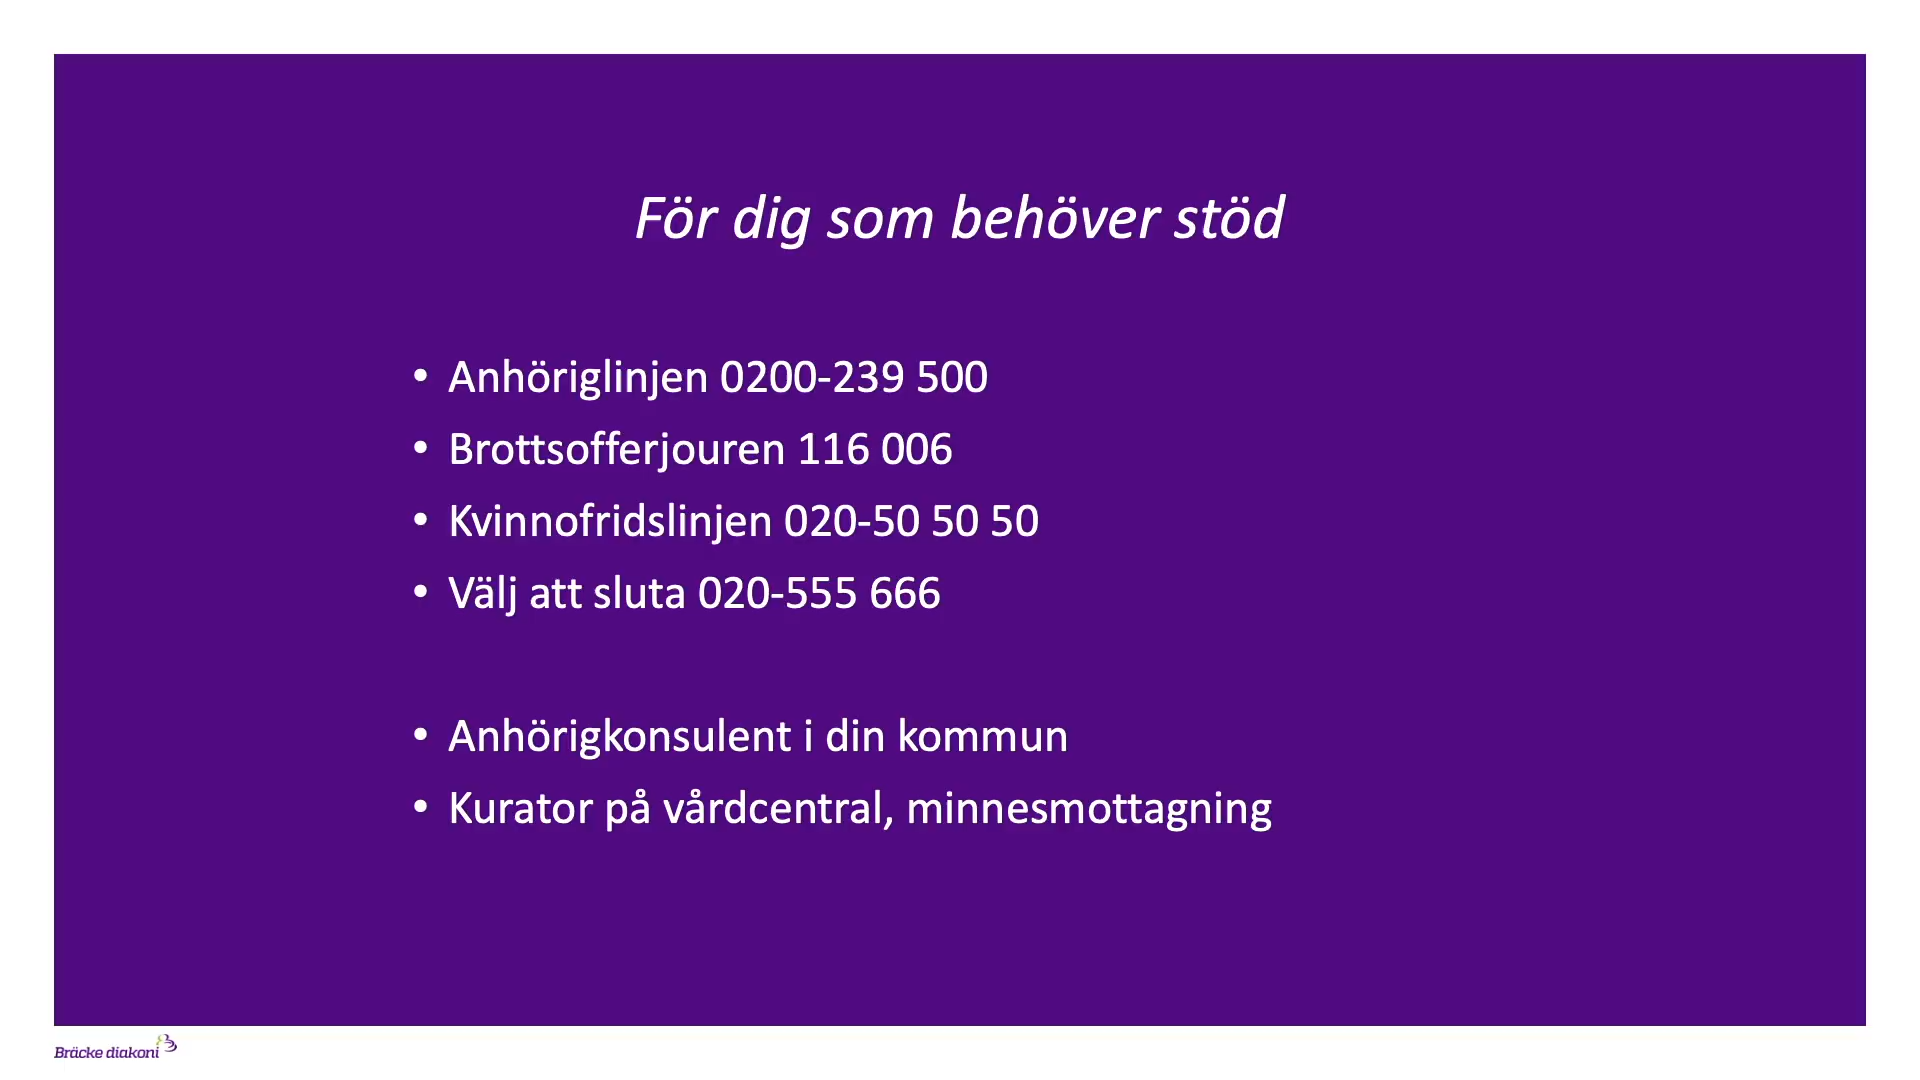 För dig som behöver stöd
• Anhöriglinjen 0200-239 500
• Brottsofferjouren 116 006
• Kvinnofridslinjen 020-50 50 50
• Välj att sluta 020-555 666
• Anhörigkonsulent i din kommun
• Kurator på vårdcentral, minnesmottagning
Bräcke diakoni